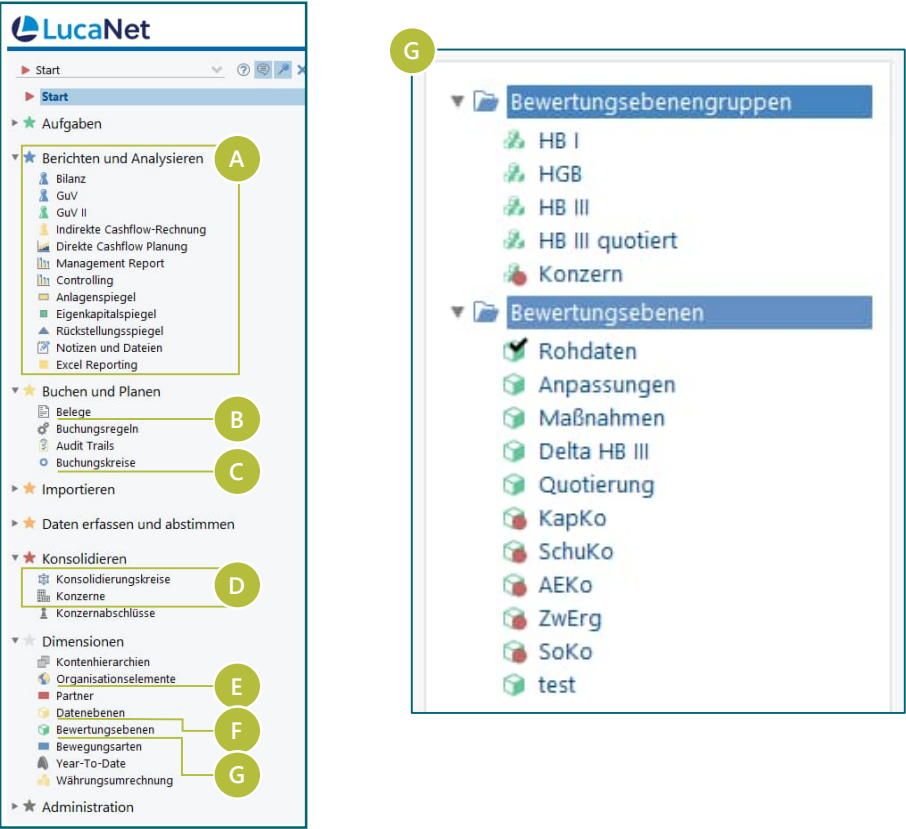 LucaNet
Start
Start
Aufgaben
Berichten und Analysieren
A
Bilanz
GuV
GuV II
Indirekte Cashflow-Rechnung
Direkte Cashflow Planung
Management Report
Controlling
Anlagenspiegel
Eigenkapitalspiegel
Rückstellungsspiegel
Notizen und Dateien
Excel Reporting
Buchen und Planen
Belege
B
Buchungsregeln
Audit Trails
Buchungskreise
C
Importieren
Daten erfassen und abstimmen
Konsolidieren
Konsolidierungskreise
D
Konzerne
Konzernabschlüsse
Dimensionen
Kontenhierarchien
Organisationselemente
E
Partner
Datenebenen
F
Bewertungsebenen
Bewegungsarten
Year-To-Date
G
Währungsumrechnung
Administration
G
Bewertungsebenengruppen
HB I
HGB
HB III
HB III quotiert
Konzern
Bewertungsebenen
Rohdaten
Anpassungen
Maßnahmen
Delta HB III
Quotierung
KapKo
SchuKo
AEKo
ZwErg
SoKo
test